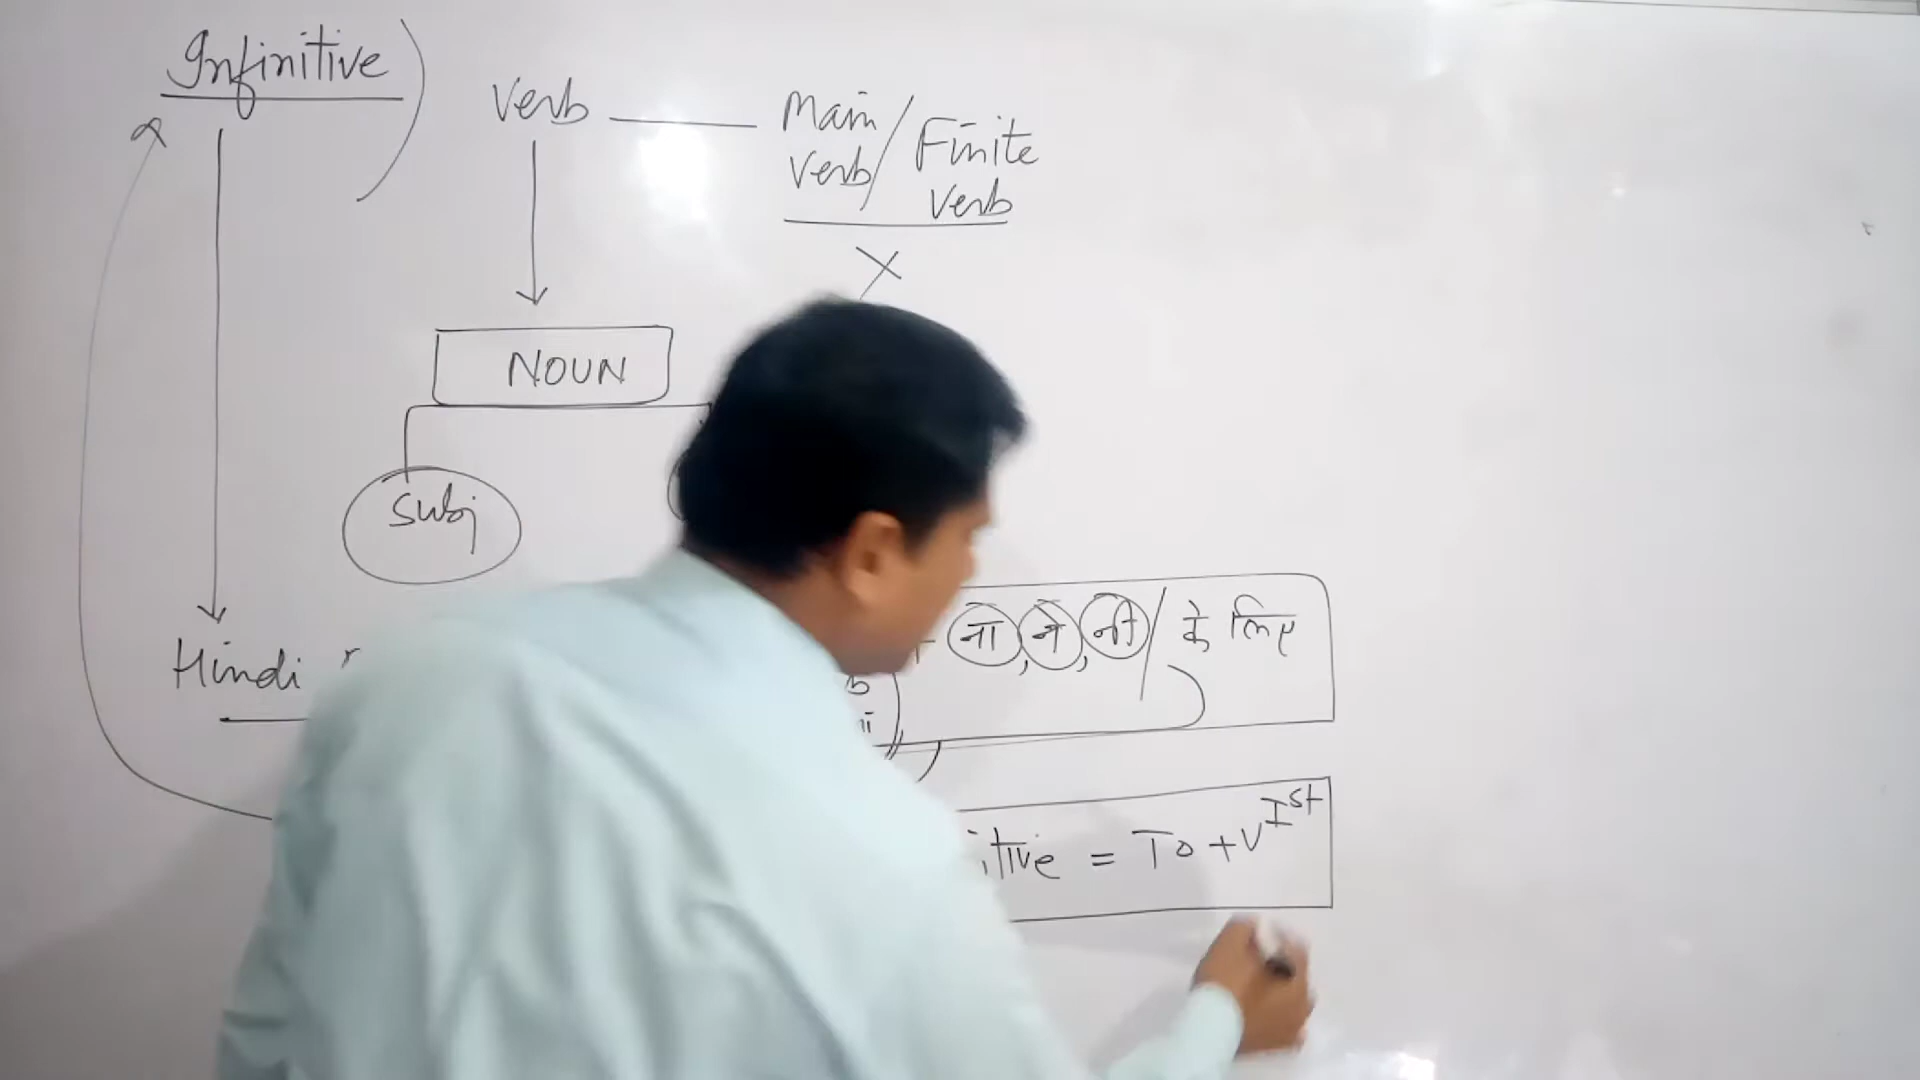 Infinitive
Verb
Main Verb / Finite Verb
X
NOUN
Subj
Hindi
ना, ने, नी / के लिए
itive = To + V Ist